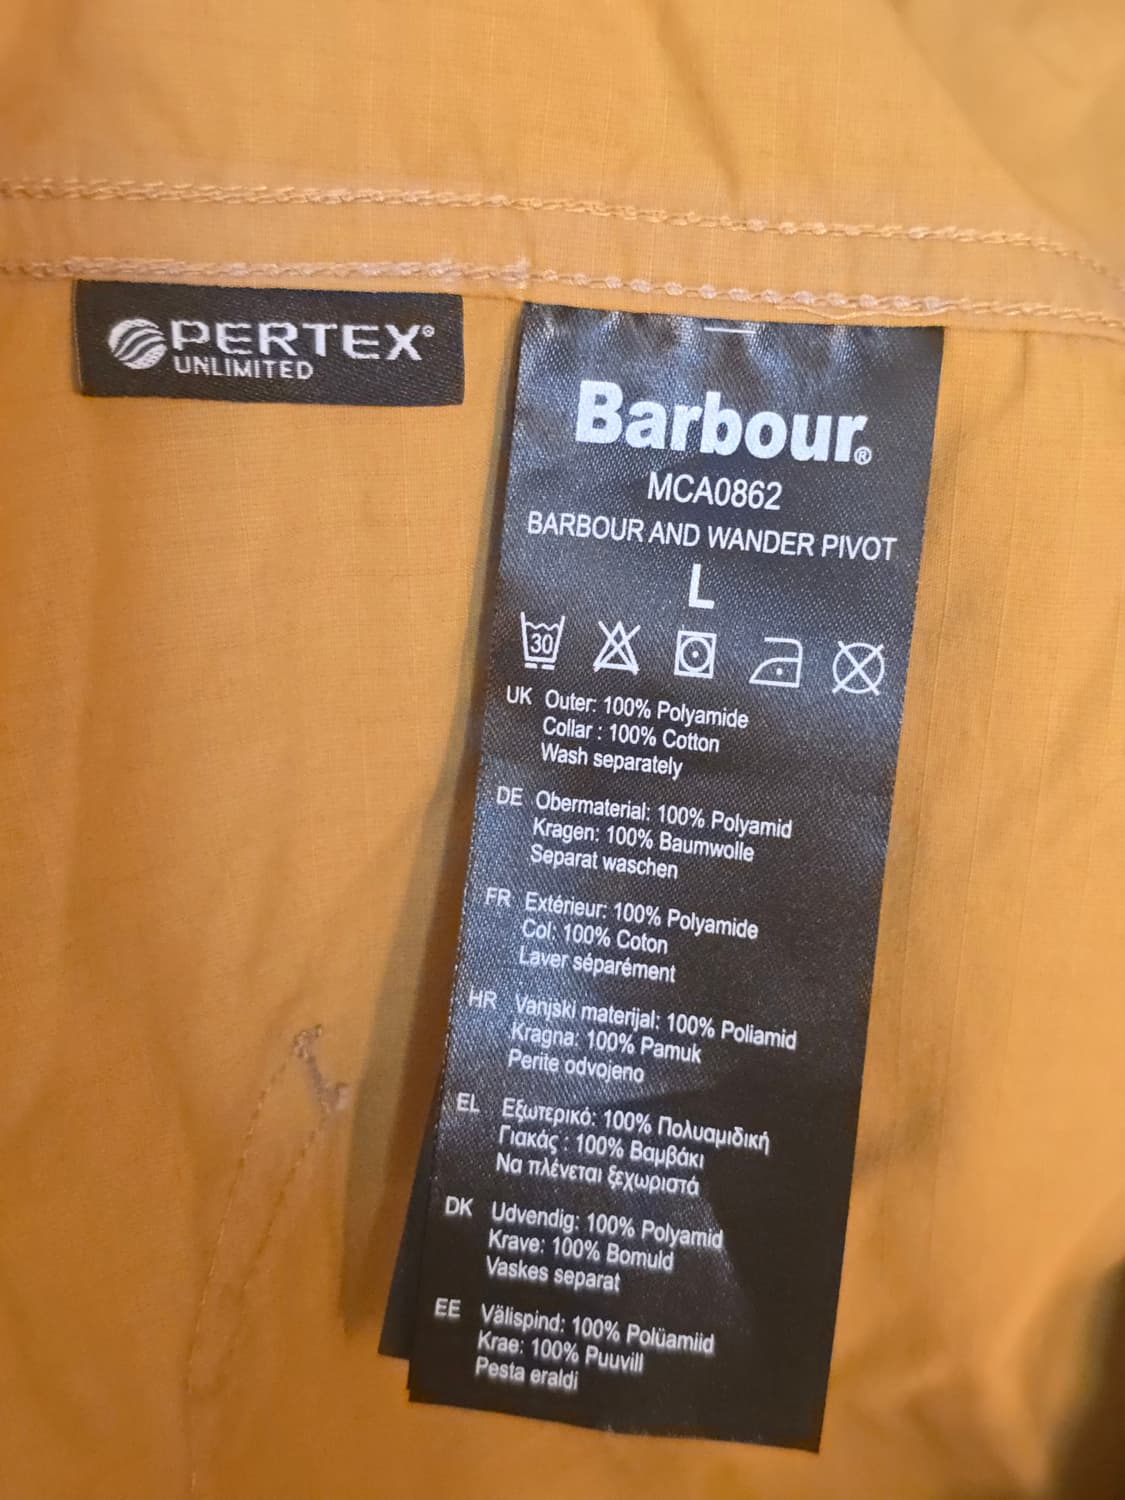 PERTEX®
UNLIMITED
Barbour®
MCA0862
BARBOUR AND WANDER PIVOT
L
30
UK Outer: 100% Polyamide
Collar : 100% Cotton
Wash separately
DE Obermaterial: 100% Polyamid
Kragen: 100% Baumwolle
Separat waschen
FR Extérieur: 100% Polyamide
Col: 100% Coton
Laver séparément
HR Vanjski materijal: 100% Poliamid
Kragna: 100% Pamuk
Perite odvojeno
EL Εξωτερικό: 100% Πολυαμιδική
Γιακάς : 100% Βαμβάκι
Να πλένεται ξεχωριστά
DK Udvendig: 100% Polyamid
Krave: 100% Bomuld
Vaskes separat
EE Välispind: 100% Polüamiid
Krae: 100% Puuvill
Pesta eraldi